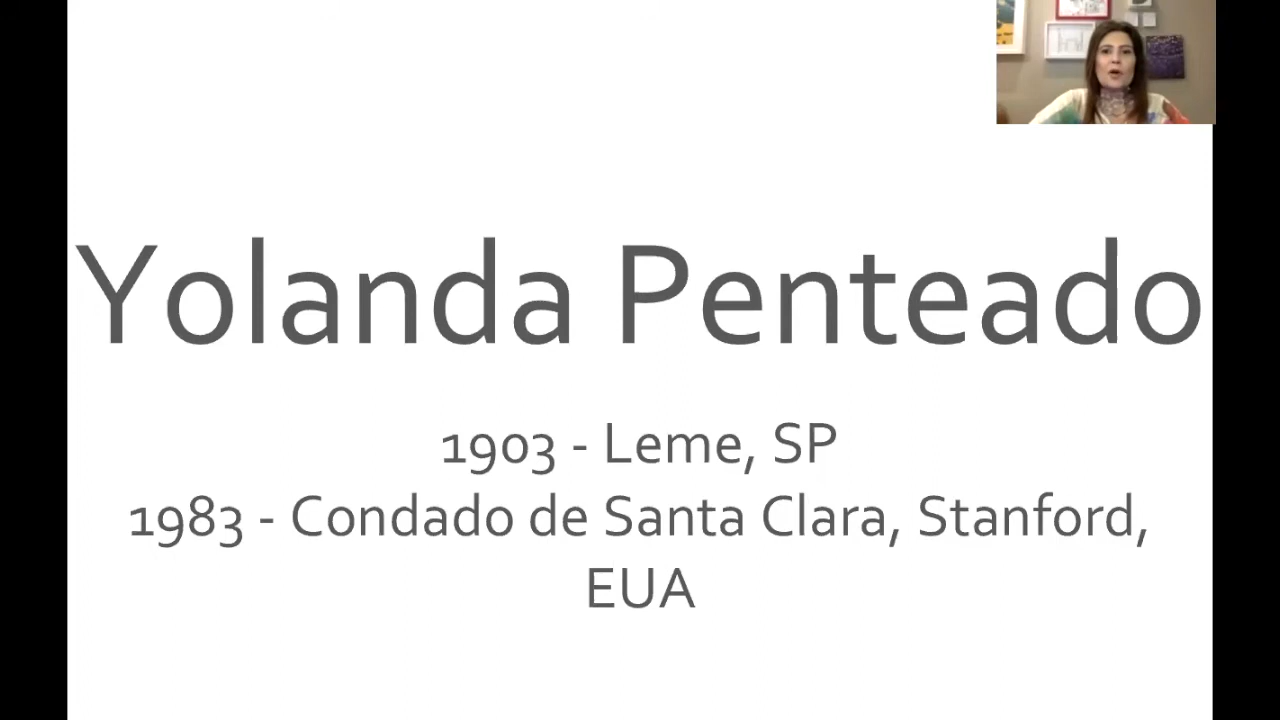 Yolanda Penteado
1903 - Leme, SP
1983 - Condado de Santa Clara, Stanford,
EUA